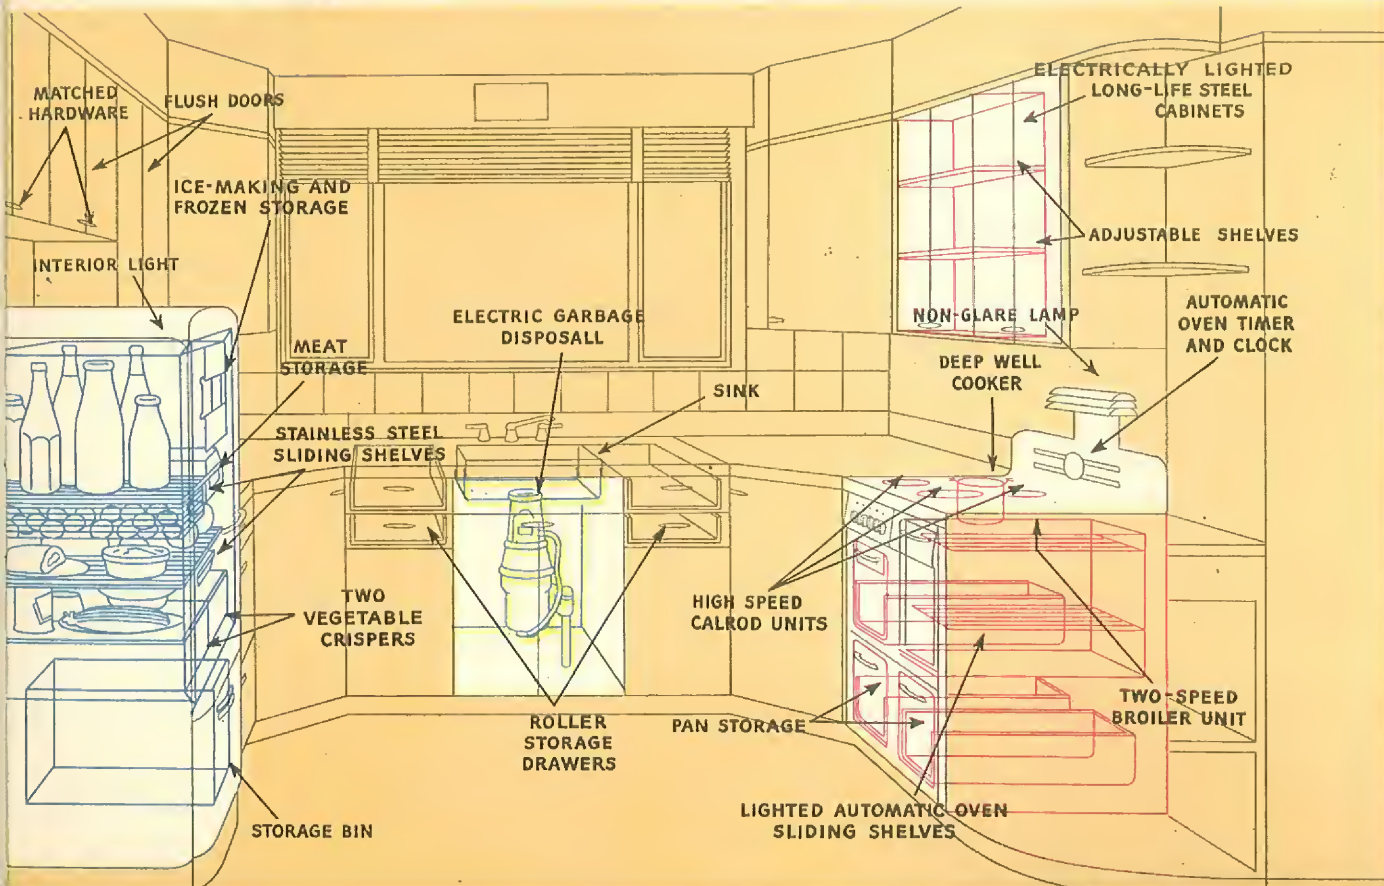 MATCHED
HARDWARE
FLUSH DOORS
ICE-MAKING AND
FROZEN STORAGE
INTERIOR LIGHT
MEAT
STORAGE
STAINLESS STEEL
SLIDING SHELVES
ELECTRIC GARBAGE
DISPOSALL
SINK
ELECTRICALLY LIGHTED
LONG-LIFE STEEL
CABINETS
ADJUSTABLE SHELVES
NON-GLARE LAMP
AUTOMATIC
OVEN TIMER
AND CLOCK
DEEP WELL
COOKER
TWO
VEGETABLE
CRISPERS
HIGH SPEED
CALROD UNITS
ROLLER
STORAGE
DRAWERS
PAN STORAGE
TWO-SPEED
BROILER UNIT
LIGHTED AUTOMATIC OVEN
SLIDING SHELVES
STORAGE BIN